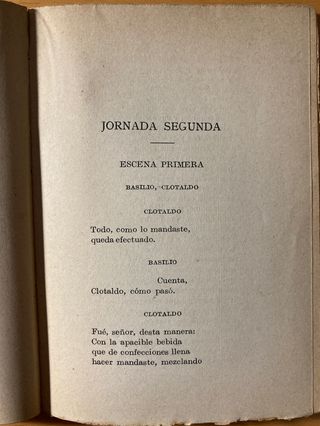 JORNADA SEGUNDA
ESCENA PRIMERA
BASILIO, CLOTALDO
CLOTALDO
Todo, como lo mandaste,
queda efectuado.
BASILIO
Cuenta,
Clotaldo, cómo pasó.
CLOTALDO
Fué, señor, desta manera:
Con la apacible bebida
que de confecciones llena
hacer mandaste, mezclando